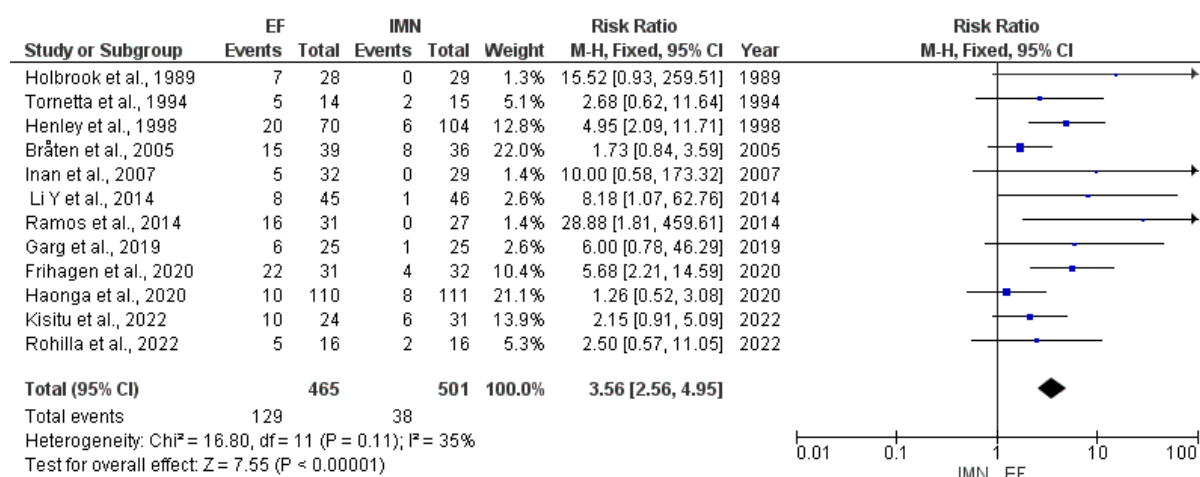 EF IMN Risk Ratio Risk Ratio
Study or Subgroup Events Total Events Total Weight M-H, Fixed, 95% CI Year M-H, Fixed, 95% CI
Holbrook et al., 1989 7 28 0 29 1.3% 15.52 [0.93, 259.51] 1989
Tornetta et al., 1994 5 14 2 15 5.1% 2.68 [0.62, 11.64] 1994
Henley et al., 1998 20 70 6 104 12.8% 4.95 [2.09, 11.71] 1998
Bråten et al., 2005 15 39 8 36 22.0% 1.73 [0.84, 3.59] 2005
Inan et al., 2007 5 32 0 29 1.4% 10.00 [0.58, 173.32] 2007
Li Y et al., 2014 8 45 1 46 2.6% 8.18 [1.07, 62.76] 2014
Ramos et al., 2014 16 31 0 27 1.4% 28.88 [1.81, 459.61] 2014
Garg et al., 2019 6 25 1 25 2.6% 6.00 [0.78, 46.29] 2019
Frihagen et al., 2020 22 31 4 32 10.4% 5.68 [2.21, 14.59] 2020
Haonga et al., 2020 10 110 8 111 21.1% 1.26 [0.52, 3.08] 2020
Kisitu et al., 2022 10 24 6 31 13.9% 2.15 [0.91, 5.09] 2022
Rohilla et al., 2022 5 16 2 16 5.3% 2.50 [0.57, 11.05] 2022
Total (95% CI) 465 501 100.0% 3.56 [2.56, 4.95]
Total events 129 38
Heterogeneity: Chi² = 16.80, df = 11 (P = 0.11); I² = 35%
Test for overall effect: Z = 7.55 (P < 0.00001)
0.01 0.1 1 10 100
IMN EF